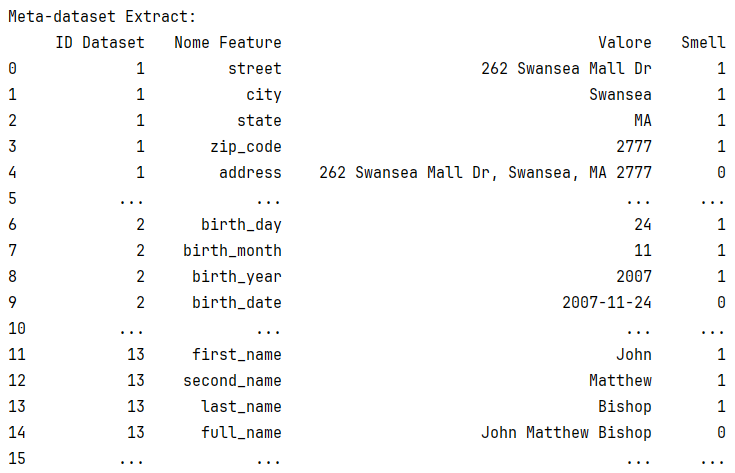 Meta-dataset Extract:
ID Dataset Nome Feature Valore Smell
0 1 street 262 Swansea Mall Dr 1
1 1 city Swansea 1
2 1 state MA 1
3 1 zip_code 2777 1
4 1 address 262 Swansea Mall Dr, Swansea, MA 2777 0
5 ... ... ... ...
6 2 birth_day 24 1
7 2 birth_month 11 1
8 2 birth_year 2007 1
9 2 birth_date 2007-11-24 0
10 ... ... ... ...
11 13 first_name John 1
12 13 second_name Matthew 1
13 13 last_name Bishop 1
14 13 full_name John Matthew Bishop 0
15 ... ... ... ...